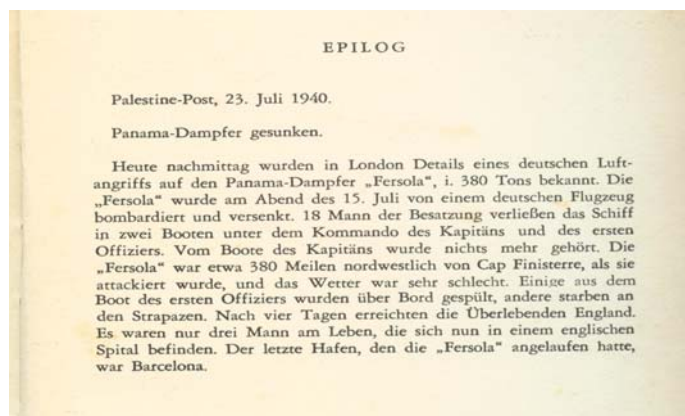 EPILOG
Palestine-Post, 23. Juli 1940.
Panama-Dampfer gesunken.
Heute nachmittag wurden in London Details eines deutschen Luft-
angriffs auf den Panama-Dampfer „Fersola“, i. 380 Tons bekannt. Die
„Fersola“ wurde am Abend des 15. Juli von einem deutschen Flugzeug
bombardiert und versenkt. 18 Mann der Besatzung verließen das Schiff
in zwei Booten unter dem Kommando des Kapitäns und des ersten
Offiziers. Vom Boote des Kapitäns wurde nichts mehr gehört. Die
„Fersola“ war etwa 380 Meilen nordwestlich von Cap Finisterre, als sie
attackiert wurde, und das Wetter war sehr schlecht. Einige aus dem
Boot des ersten Offiziers wurden über Bord gespült, andere starben an
den Strapazen. Nach vier Tagen erreichten die Überlebenden England.
Es waren nur drei Mann am Leben, die sich nun in einem englischen
Spital befinden. Der letzte Hafen, den die „Fersola“ angelaufen hatte,
war Barcelona.